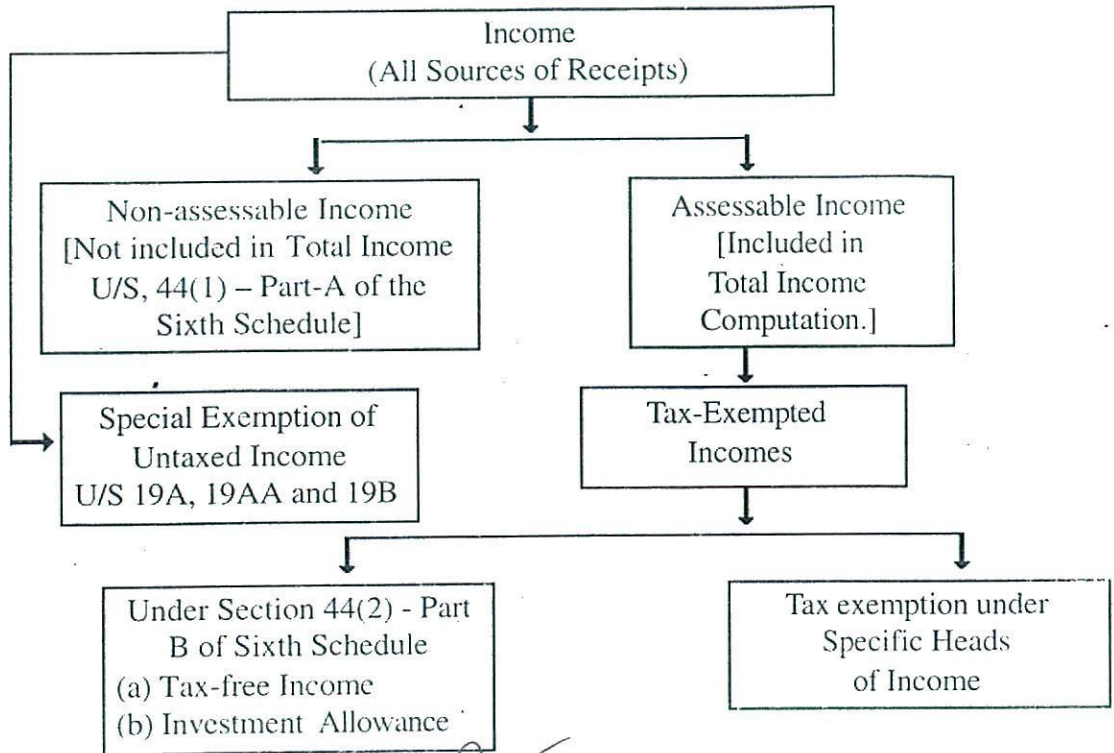 Income
(All Sources of Receipts)
Non-assessable Income
[Not included in Total Income
U/S, 44(1) – Part-A of the
Sixth Schedule]
Assessable Income
[Included in
Total Income
Computation.]
Special Exemption of
Untaxed Income
U/S 19A, 19AA and 19B
Tax-Exempted
Incomes
Under Section 44(2) - Part
B of Sixth Schedule
(a) Tax-free Income
(b) Investment Allowance
Tax exemption under
Specific Heads
of Income